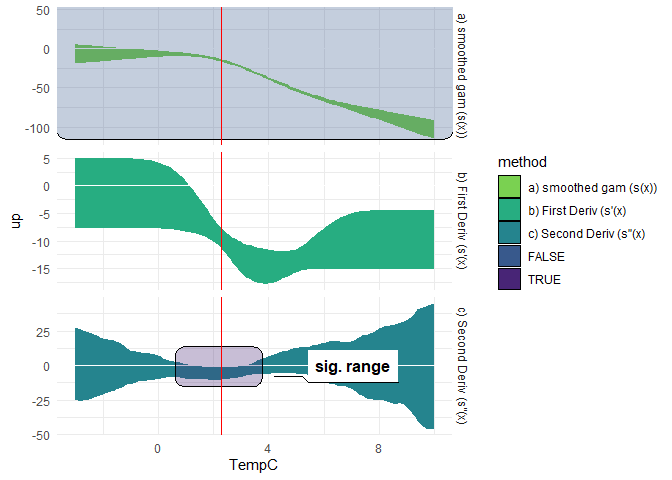 50
0
-50
-100
a) smoothed gam (s(x))
5
0
-5
-10
-15
b) First Deriv (s'(x)
25
0
-25
-50
c) Second Deriv (s''(x)
sig. range
0
4
8
TempC
dn
method
a) smoothed gam (s(x))
b) First Deriv (s'(x)
c) Second Deriv (s''(x)
FALSE
TRUE